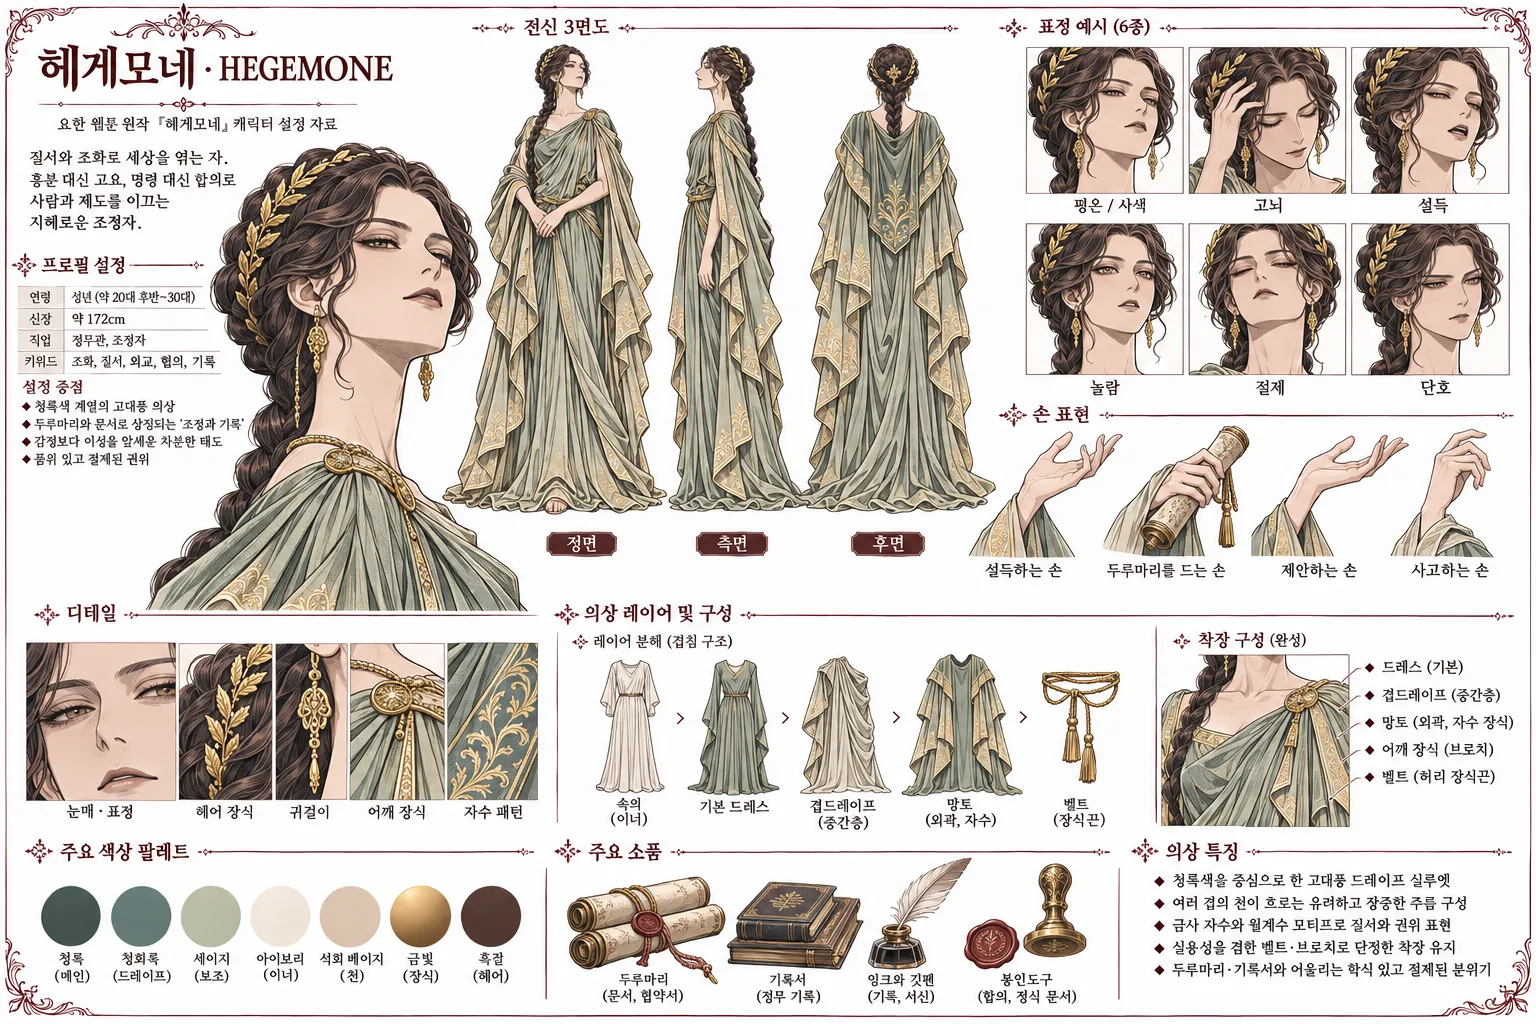 헤게모네 · HEGEMONE
요한 웹툰 원작 『헤게모네』 캐릭터 설정 자료
질서와 조화로 세상을 엮는 자.
흥분 대신 고요, 명령 대신 합의로
사람과 제도를 이끄는
지혜로운 조정자.
프로필 설정
연령 성년 (약 20대 후반~30대)
신장 약 172cm
직업 정무관, 조정자
키워드 조화, 질서, 외교, 협의, 기록
설정 중점
◆ 청록색 계열의 고대풍 의상
◆ 두루마리와 문서로 상징되는 '조정과 기록'
◆ 감정보다 이성을 앞세운 차분한 태도
◆ 품위 있고 절제된 권위
전신 3면도
정면
측면
후면
표정 예시 (6종)
평온 / 사색
고뇌
설득
놀람
절제
단호
손 표현
설득하는 손
두루마리를 드는 손
제안하는 손
사고하는 손
디테일
눈매 · 표정
헤어 장식
귀걸이
어깨 장식
자수 패턴
의상 레이어 및 구성
레이어 분해 (겹침 구조)
속의
(이너)
기본 드레스
겹드레이프
(중간층)
망토
(외곽, 자수)
벨트
(장식끈)
착장 구성 (완성)
◆ 드레스 (기본)
◆ 겹드레이프 (중간층)
◆ 망토 (외곽, 자수 장식)
◆ 어깨 장식 (브로치)
◆ 벨트 (허리 장식끈)
주요 색상 팔레트
청록
(메인)
청회록
(드레이프)
세이지
(보조)
아이보리
(이너)
석회 베이지
(천)
금빛
(장식)
흑갈
(헤어)
주요 소품
두루마리
(문서, 협약서)
기록서
(정무 기록)
잉크와 깃펜
(기록, 서신)
봉인도구
(합의, 정식 문서)
의상 특징
◆ 청록색을 중심으로 한 고대풍 드레이프 실루엣
◆ 여러 겹의 천이 흐르는 유려하고 장중한 주름 구성
◆ 금사 자수와 월계수 모티프로 질서와 권위 표현
◆ 실용성을 겸한 벨트·브로치로 단정한 착장 유지
◆ 두루마리·기록서와 어울리는 학식 있고 절제된 분위기